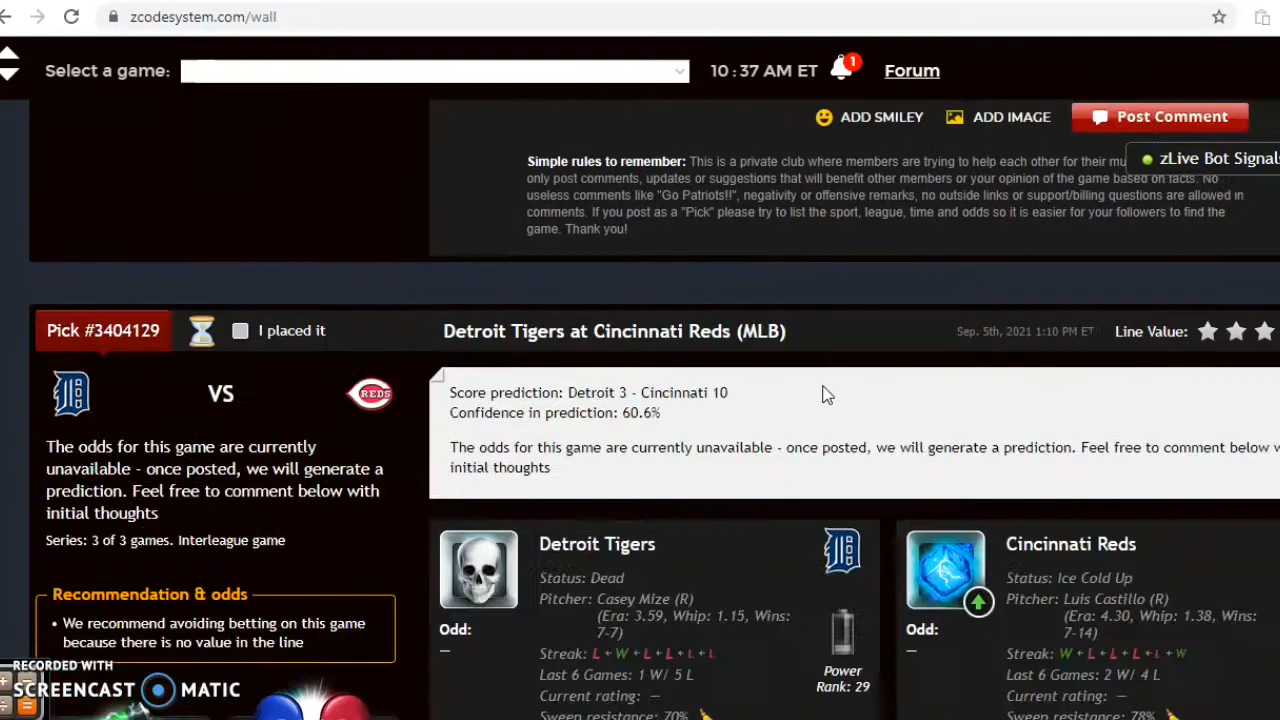 zcodesystem.com/wall
Select a game:
10:37 AM ET
1
Forum
ADD SMILEY
ADD IMAGE
Post Comment
zLive Bot Signal
Simple rules to remember: This is a private club where members are trying to help each other for their mu
only post comments, updates or suggestions that will benefit other members or your opinion of the game based on facts. No
useless comments like "Go Patriots!!", negativity or offensive remarks, no outside links or support/billing questions are allowed in
comments. If you post as a "Pick" please try to list the sport, league, time and odds so it is easier for your followers to find the
game. Thank you!
Pick #3404129
I placed it
Detroit Tigers at Cincinnati Reds (MLB)
Sep. 5th, 2021 1:10 PM ET
Line Value:
VS
REDS
The odds for this game are currently
unavailable - once posted, we will generate a
prediction. Feel free to comment below with
initial thoughts
Series: 3 of 3 games. Interleague game
Recommendation & odds
• We recommend avoiding betting on this game
because there is no value in the line
Score prediction: Detroit 3 - Cincinnati 10
Confidence in prediction: 60.6%
The odds for this game are currently unavailable - once posted, we will generate a prediction. Feel free to comment below w
initial thoughts
Detroit Tigers
Status: Dead
Pitcher: Casey Mize (R)
(Era: 3.59, Whip: 1.15, Wins:
7-7)
Odd:
—
Streak: L ← W ← L ← L ← L ← L
Last 6 Games: 1 W/ 5 L
Current rating: —
Sweep resistance: 70%
Power
Rank: 29
Cincinnati Reds
Status: Ice Cold Up
Pitcher: Luis Castillo (R)
(Era: 4.30, Whip: 1.38, Wins:
7-14)
Odd:
—
Streak: W ← L ← L ← L ← L ← W
Last 6 Games: 2 W/ 4 L
Current rating: —
Sweep resistance: 78%
RECORDED WITH
SCREENCAST MATIC